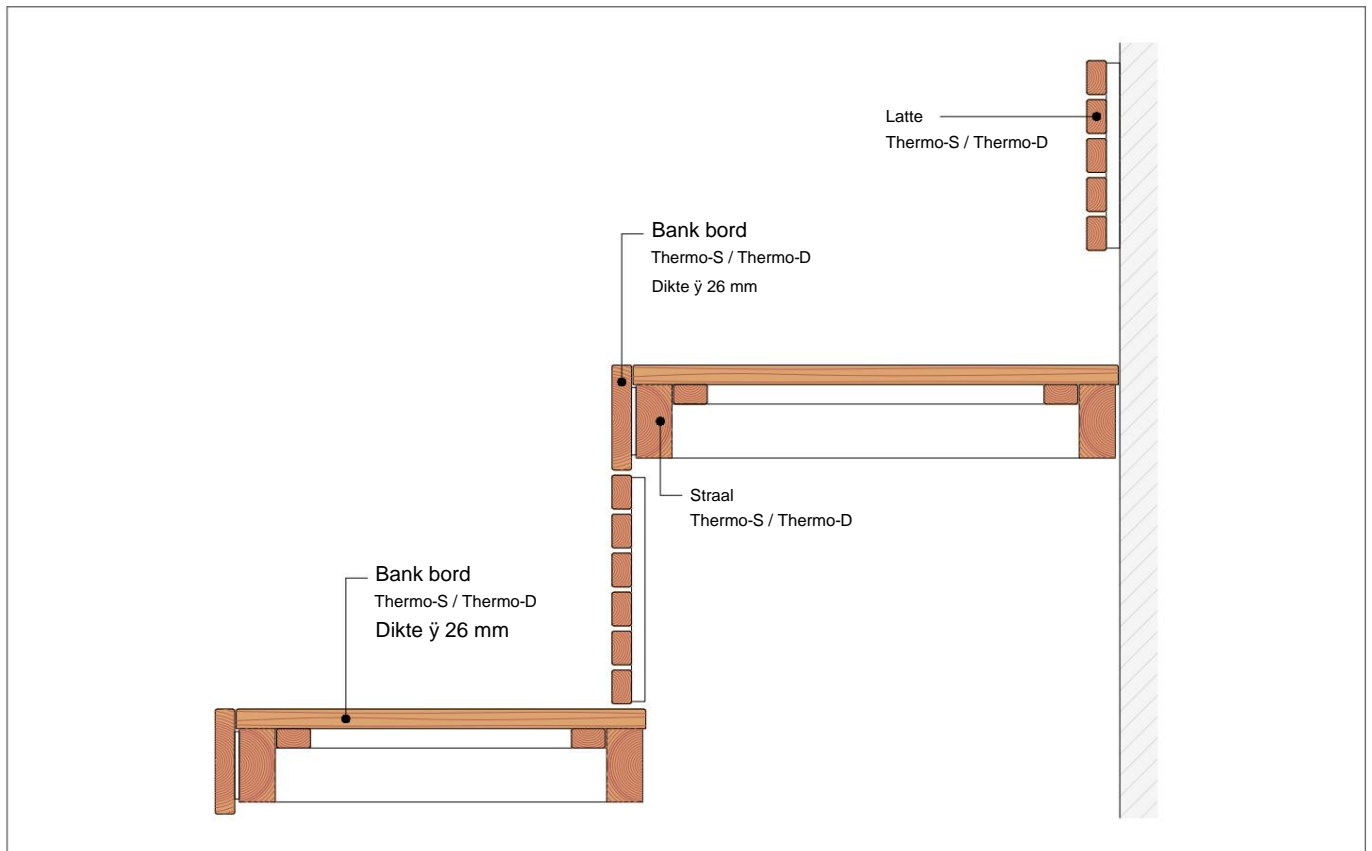 Latte
Thermo-S / Thermo-D
Bank bord
Thermo-S / Thermo-D
Dikte ÿ 26 mm
Straal
Thermo-S / Thermo-D
Bank bord
Thermo-S / Thermo-D
Dikte ÿ 26 mm